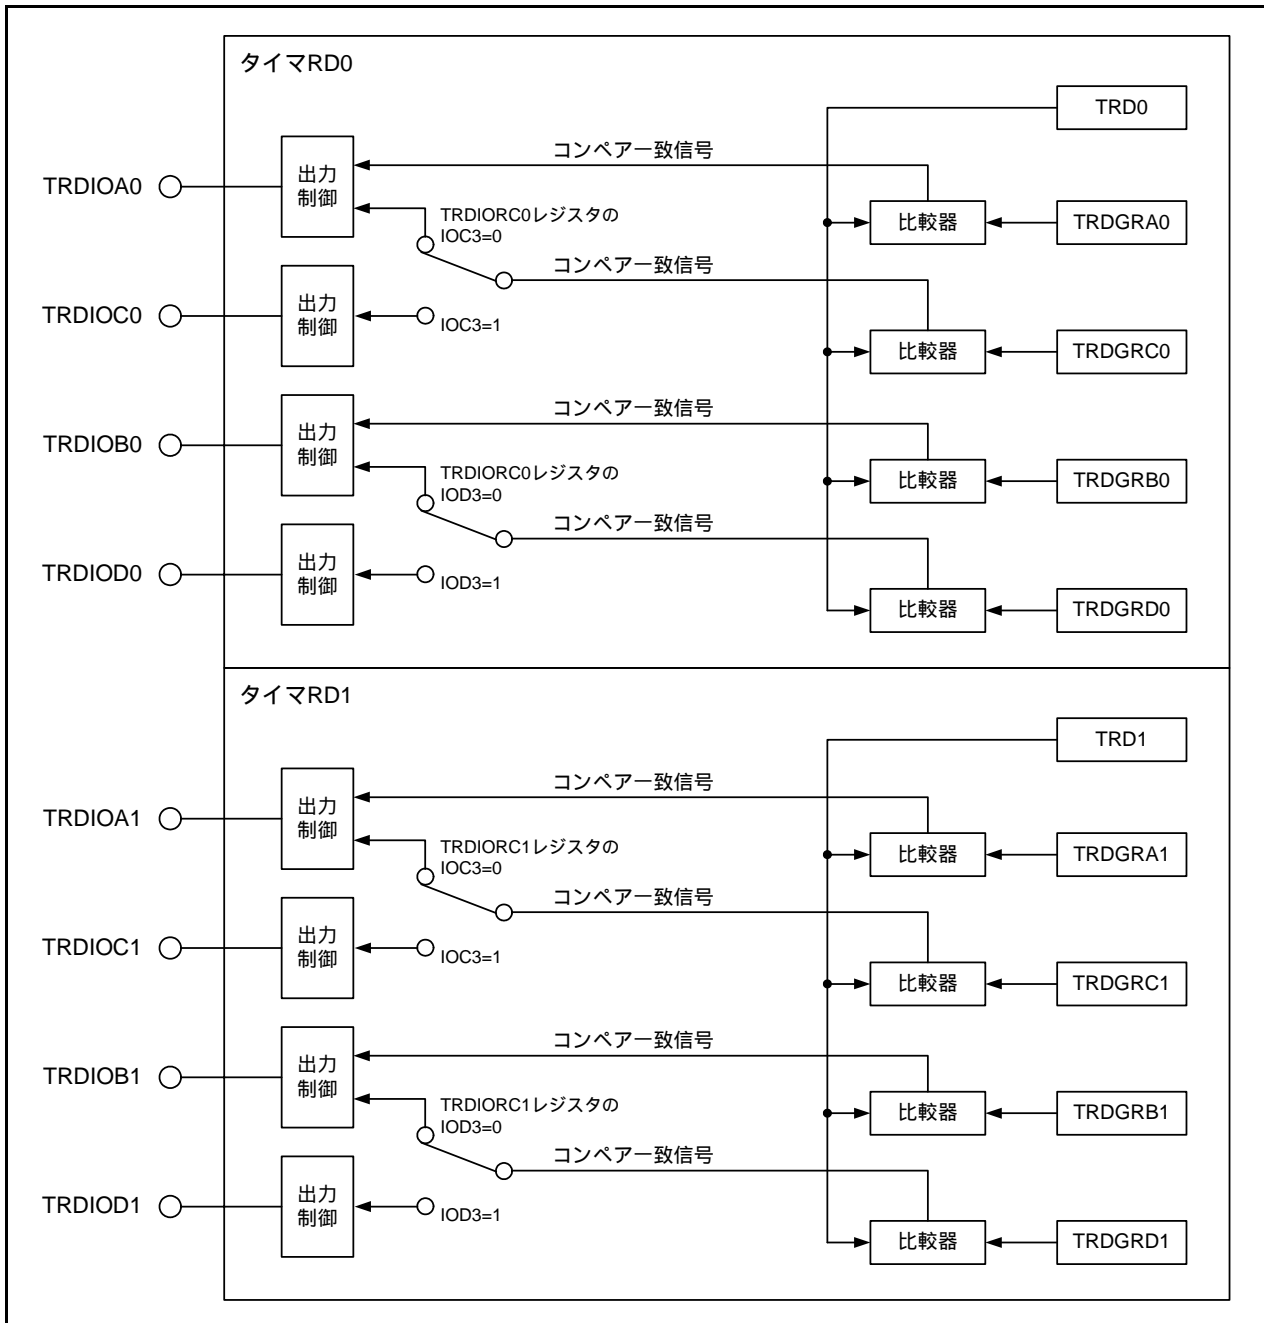 タイマRD0
TRD0
コンペア一致信号
出力
制御
TRDIOA0
TRDIORC0レジスタの
IOC3=0
比較器
TRDGRA0
コンペア一致信号
出力
制御
TRDIOC0
IOC3=1
比較器
TRDGRC0
コンペア一致信号
出力
制御
TRDIOB0
TRDIORC0レジスタの
IOD3=0
比較器
TRDGRB0
コンペア一致信号
出力
制御
TRDIOD0
IOD3=1
比較器
TRDGRD0
タイマRD1
TRD1
コンペア一致信号
出力
制御
TRDIOA1
TRDIORC1レジスタの
IOC3=0
比較器
TRDGRA1
コンペア一致信号
出力
制御
TRDIOC1
IOC3=1
比較器
TRDGRC1
コンペア一致信号
出力
制御
TRDIOB1
TRDIORC1レジスタの
IOD3=0
比較器
TRDGRB1
コンペア一致信号
出力
制御
TRDIOD1
IOD3=1
比較器
TRDGRD1